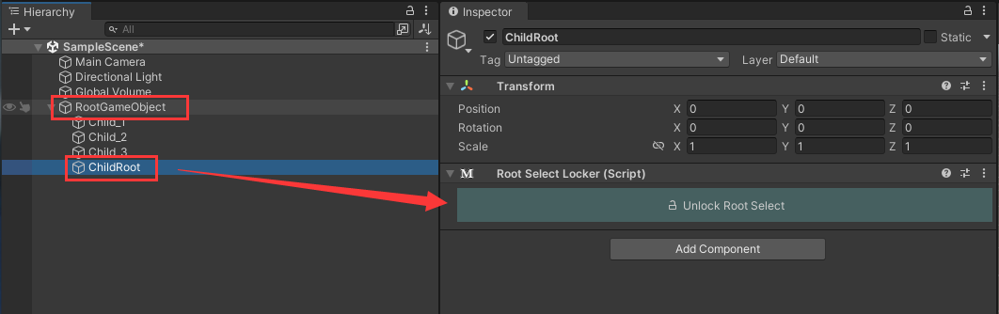 Hierarchy
All
SampleScene*
Main Camera
Directional Light
Global Volume
RootGameObject
Child_1
Child_2
Child_3
ChildRoot
Inspector
ChildRoot Static
Tag Untagged Layer Default
Transform
Position X 0 Y 0 Z 0
Rotation X 0 Y 0 Z 0
Scale X 1 Y 1 Z 1
M Root Select Locker (Script)
Unlock Root Select
Add Component